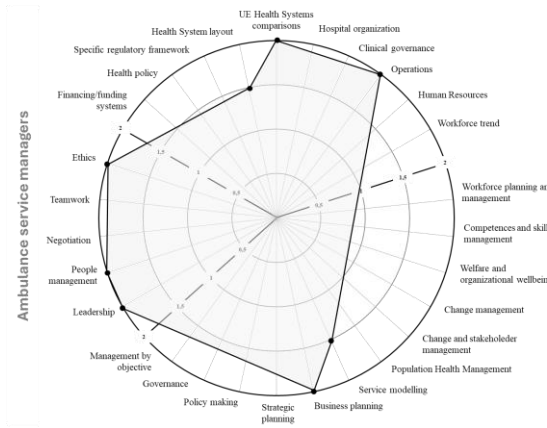 UE Health Systems
comparisons
Hospital organization
Clinical governance
Operations
Human Resources
Workforce trend
2
1,5
1
0,5
Workforce planning an
management
Competences and skill
management
Welfare and
organizational wellbein
Change management
Change and stakeholeder
management
Population Health Management
Service modelling
Business planning
Strategic
planning
Policy making
Governance
Management by
objective
2
1,5
1
0,5
Leadership
People
management
Negotiation
Teamwork
Ethics
2
1,5
1
0,5
Financing/funding
systems
Health policy
Specific regulatory framework
Health System layout
Ambulance service managers